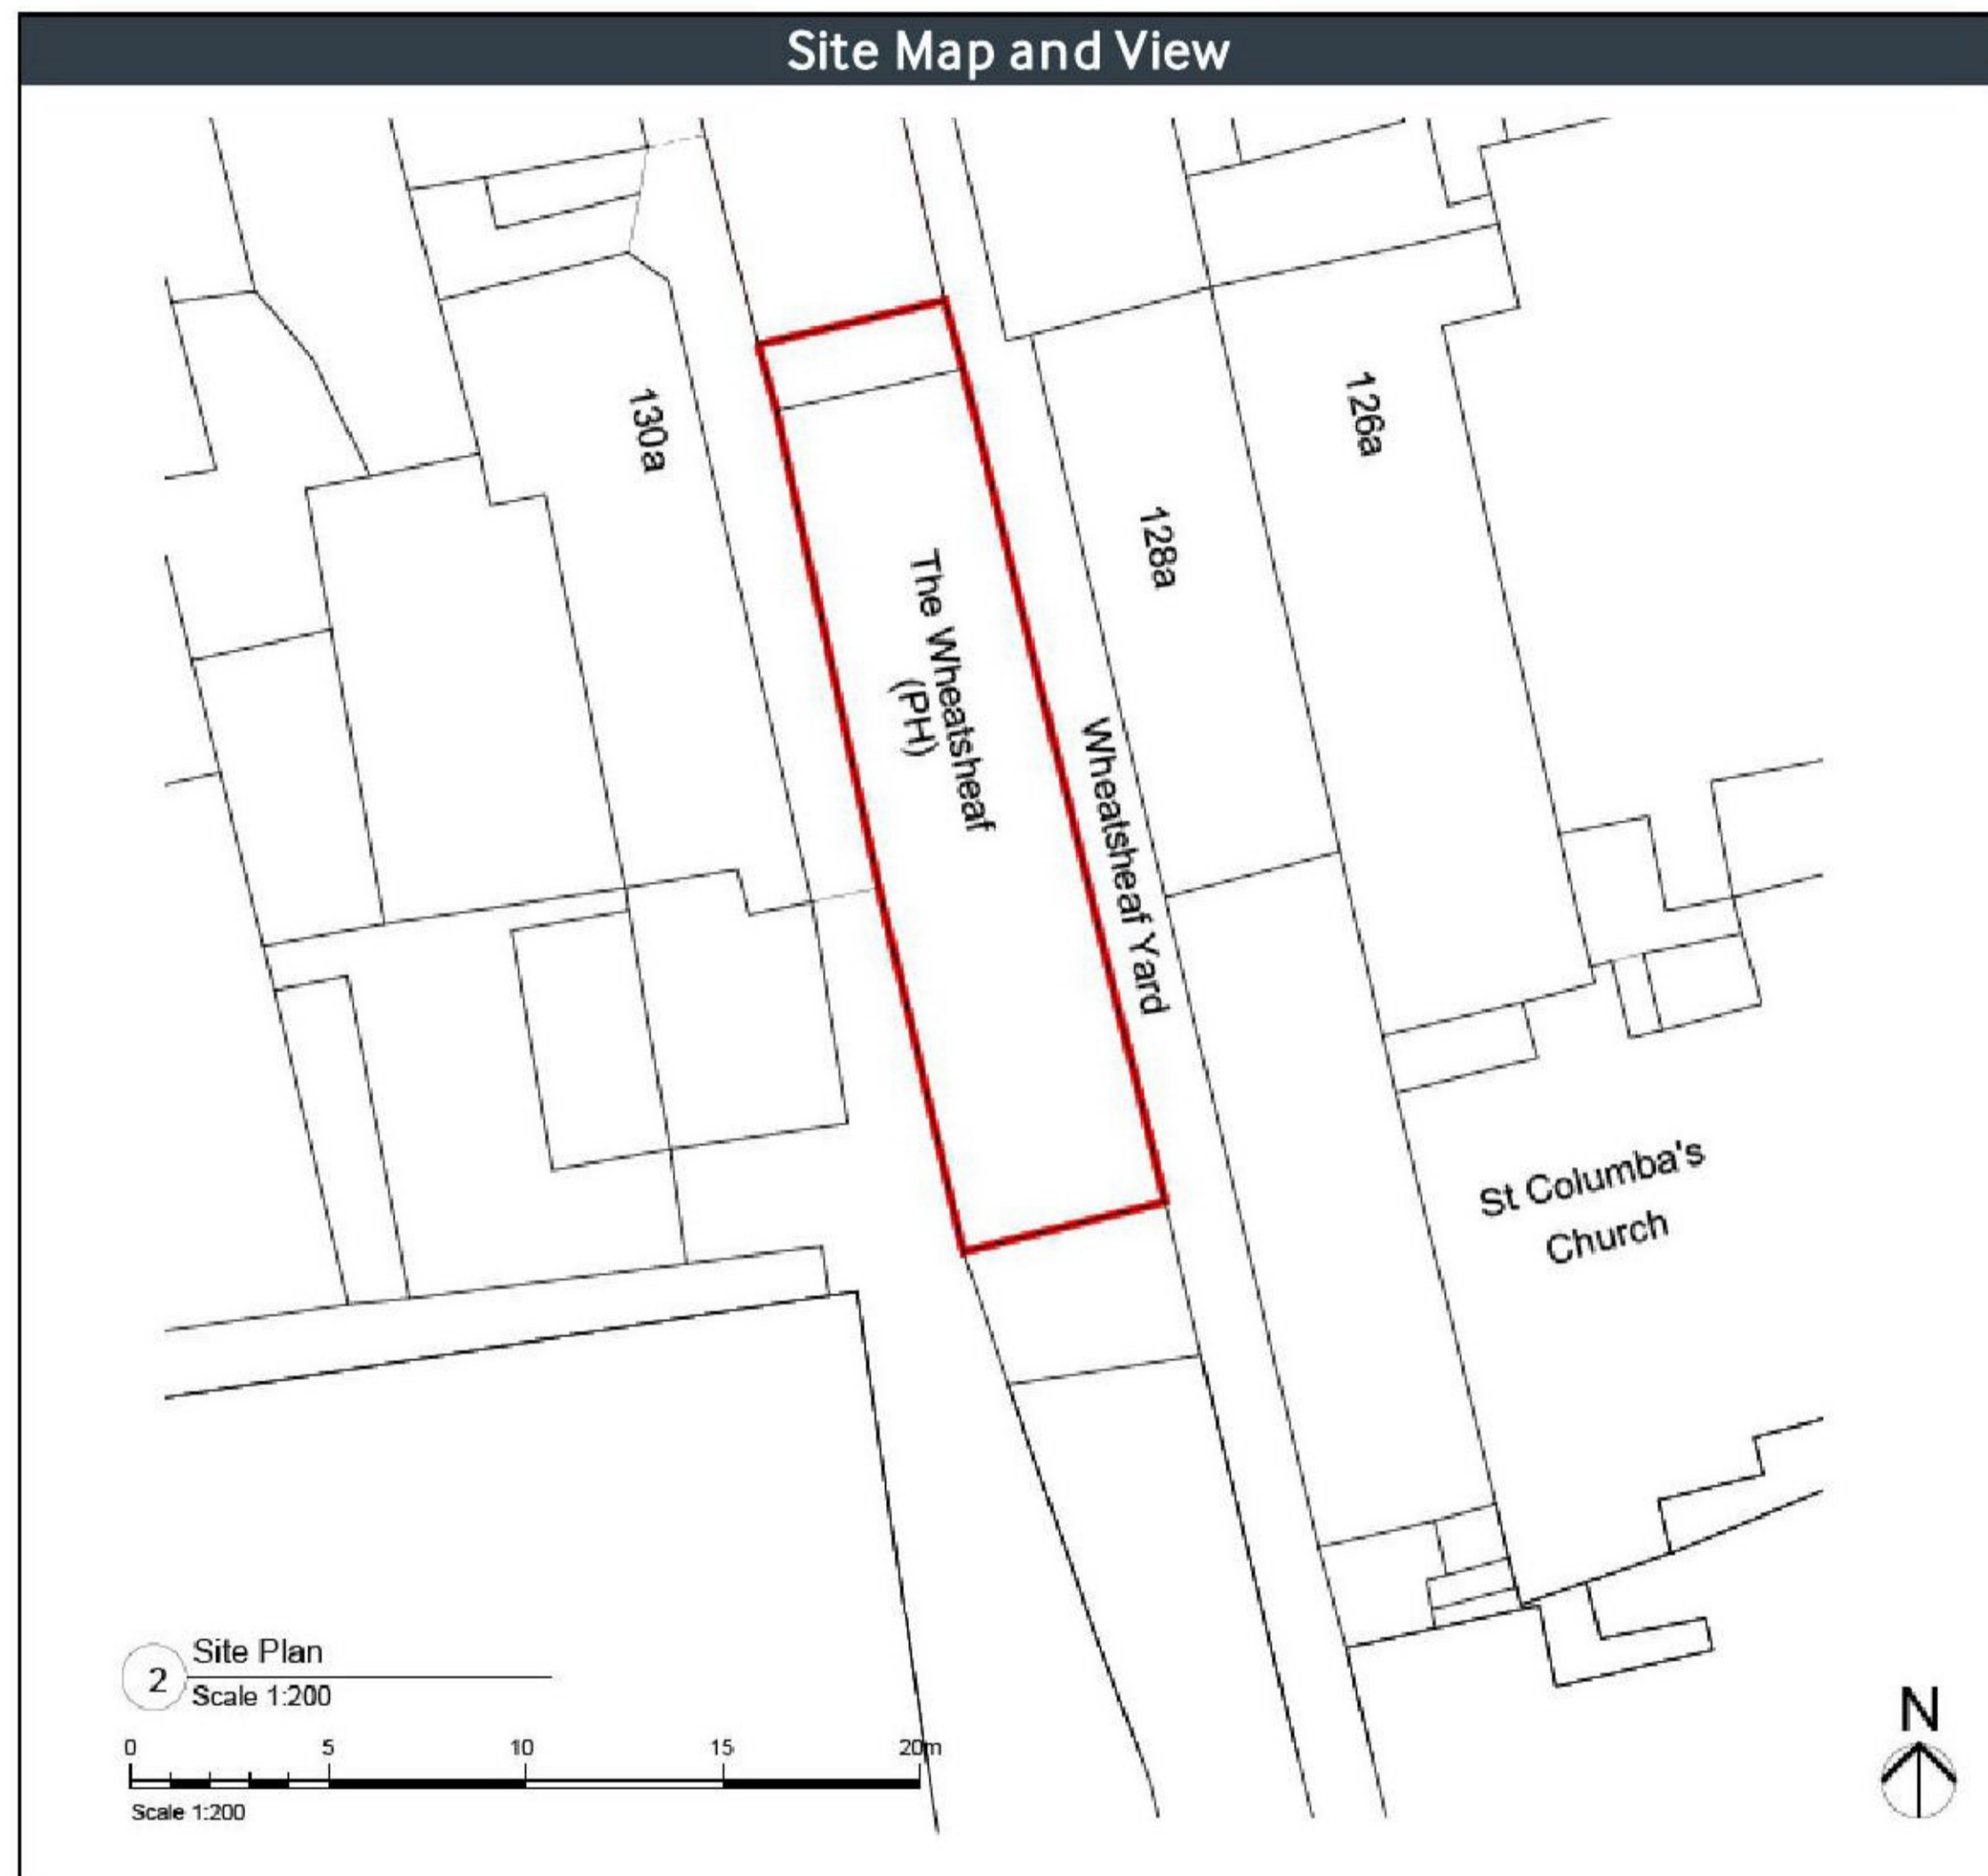 Site Map and View
130a
126a
128a
The Wheatsheaf
(PH)
Wheatsheaf Yard
St Columba's
Church
2
Site Plan
Scale 1:200
0 5 10 15 20m
Scale 1:200
N